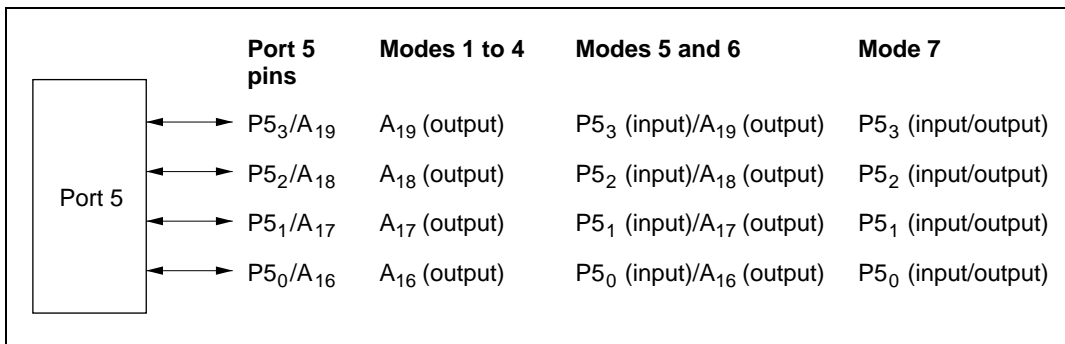 Port 5 pins Modes 1 to 4 Modes 5 and 6 Mode 7
Port 5
P5₃/A₁₉ A₁₉ (output) P5₃ (input)/A₁₉ (output) P5₃ (input/output)
P5₂/A₁₈ A₁₈ (output) P5₂ (input)/A₁₈ (output) P5₂ (input/output)
P5₁/A₁₇ A₁₇ (output) P5₁ (input)/A₁₇ (output) P5₁ (input/output)
P5₀/A₁₆ A₁₆ (output) P5₀ (input)/A₁₆ (output) P5₀ (input/output)